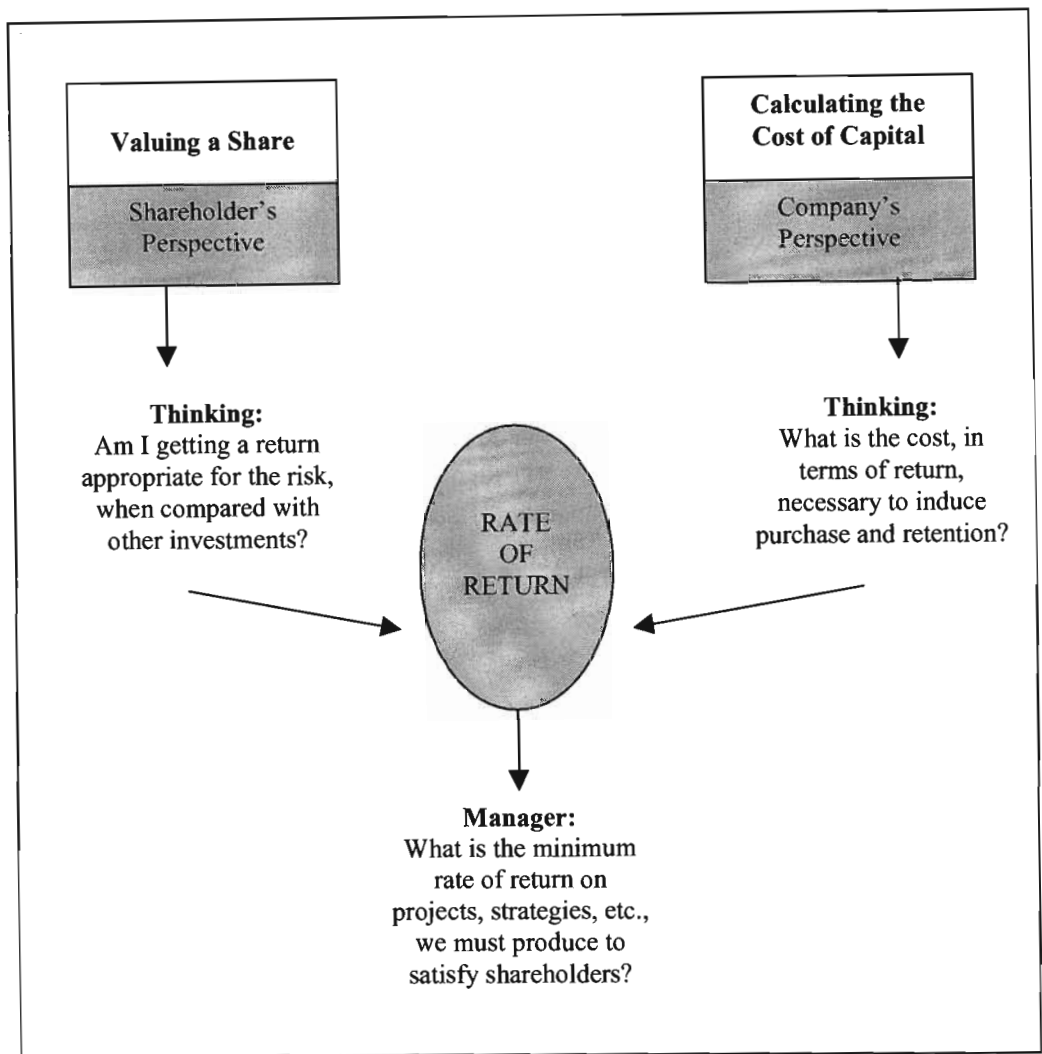 Valuing a Share
Shareholder's
Perspective
Calculating the
Cost of Capital
Company's
Perspective
Thinking:
Am I getting a return
appropriate for the risk,
when compared with
other investments?
Thinking:
What is the cost, in
terms of return,
necessary to induce
purchase and retention?
RATE
OF
RETURN
Manager:
What is the minimum
rate of return on
projects, strategies, etc.,
we must produce to
satisfy shareholders?